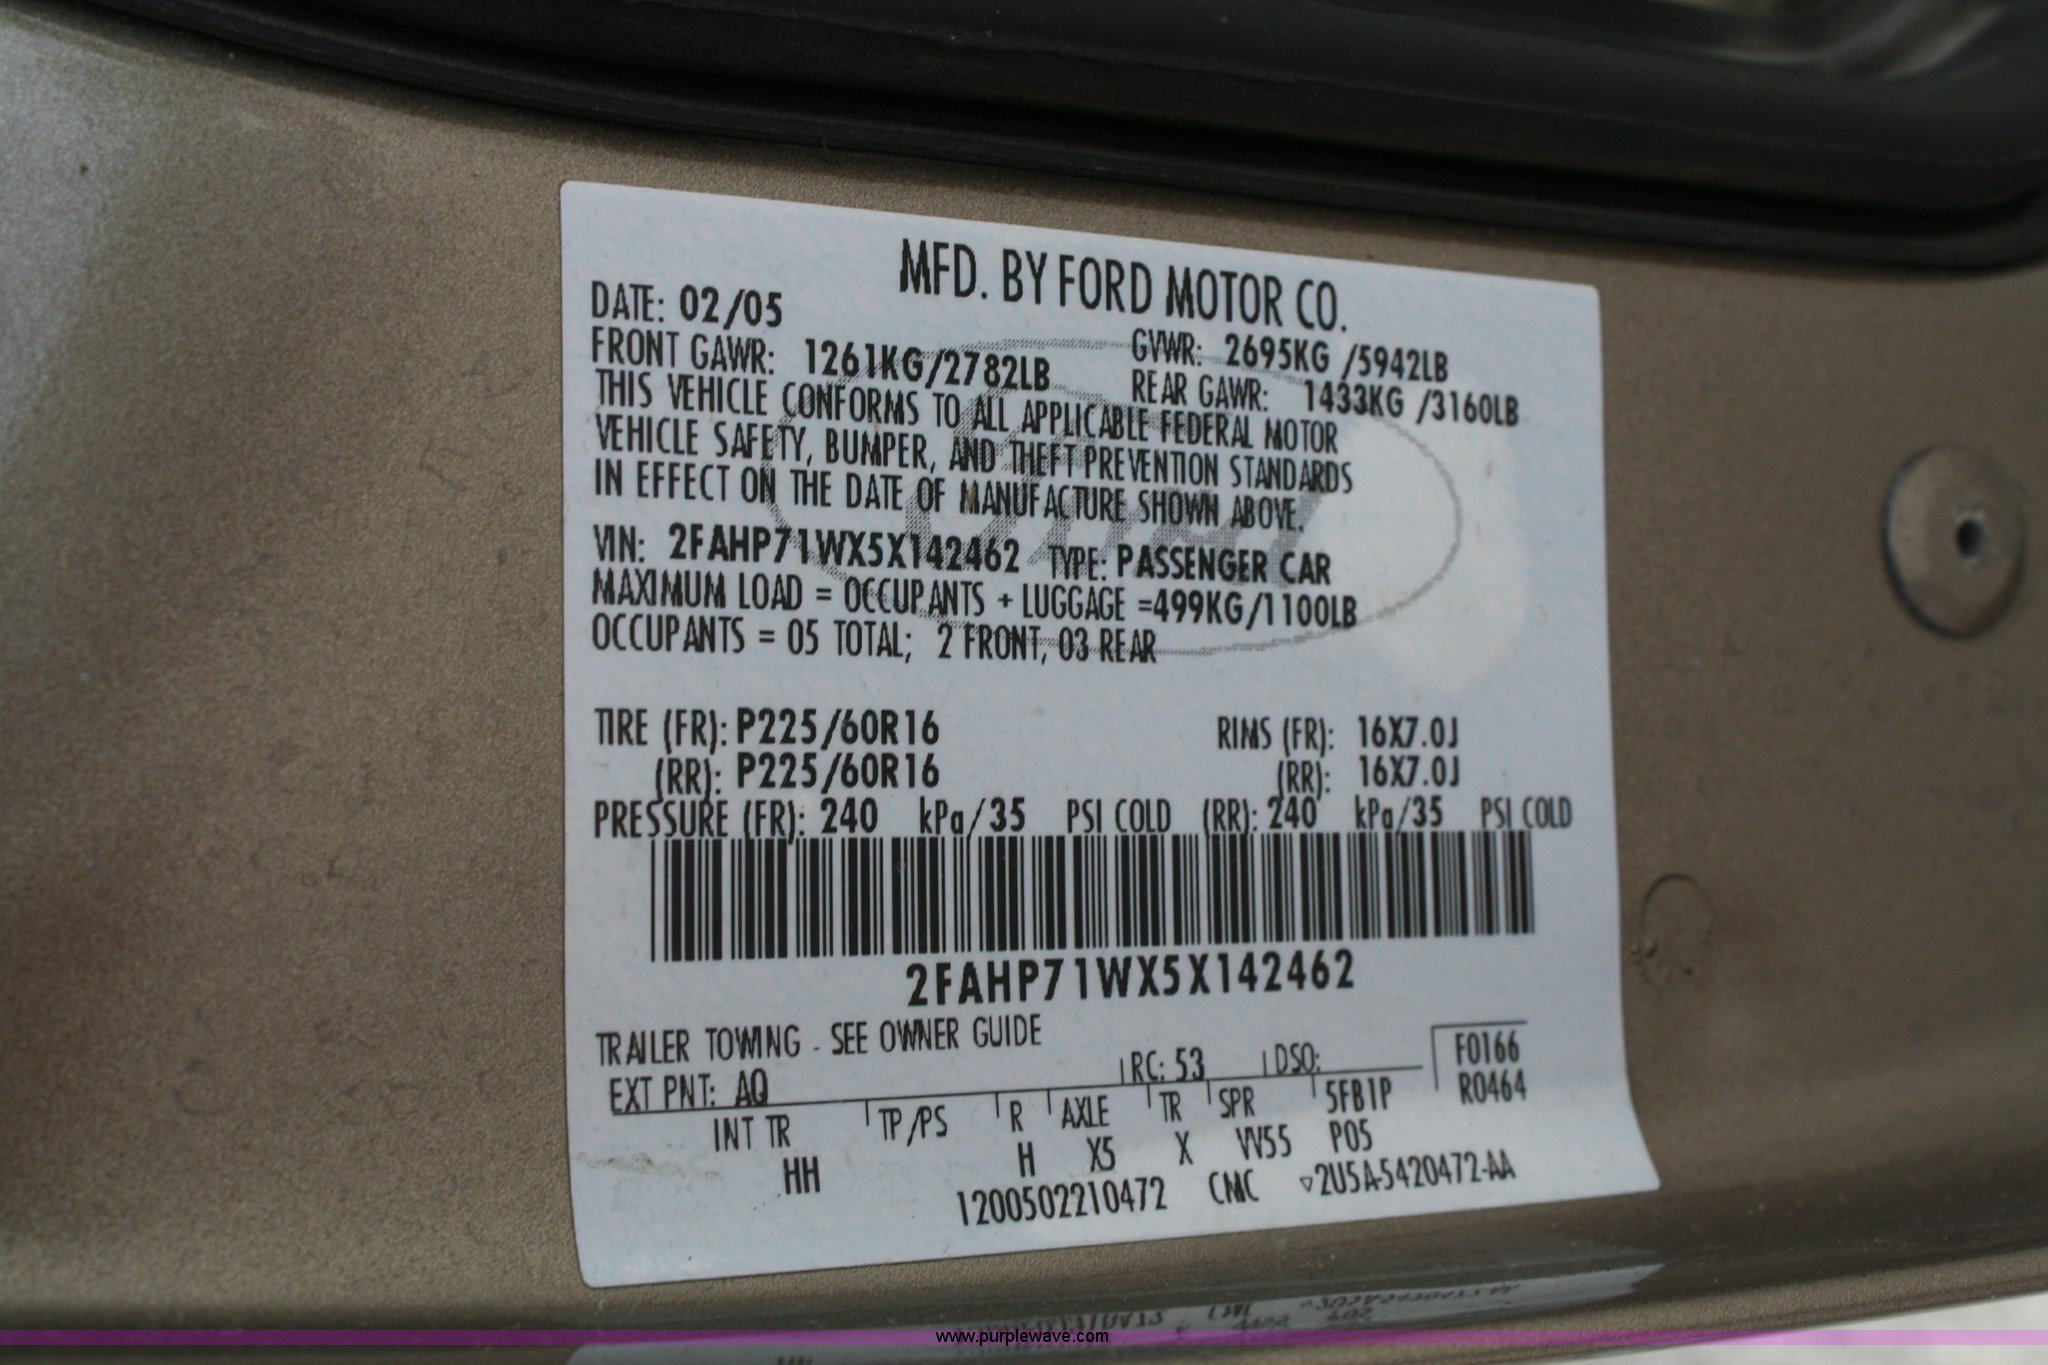 MFD. BY FORD MOTOR CO.
DATE: 02/05
GVWR: 2695KG /5942LB
FRONT GAWR: 1261KG/2782LB
REAR GAWR: 1433KG /3160LB
THIS VEHICLE CONFORMS TO ALL APPLICABLE FEDERAL MOTOR
VEHICLE SAFETY, BUMPER, AND THEFT PREVENTION STANDARDS
IN EFFECT ON THE DATE OF MANUFACTURE SHOWN ABOVE.
VIN: 2FAHP71WX5X142462 TYPE: PASSENGER CAR
MAXIMUM LOAD = OCCUPANTS + LUGGAGE =499KG/1100LB
OCCUPANTS = 05 TOTAL; 2 FRONT, 03 REAR
TIRE (FR): P225/60R16 RIMS (FR): 16X7.0J
(RR): P225/60R16 (RR): 16X7.0J
PRESSURE (FR): 240 kPa/35 PSI COLD (RR): 240 kPa/35 PSI COLD
2FAHP71WX5X142462
TRAILER TOWING - SEE OWNER GUIDE
F0166
EXT PNT: AQ RC: 53 DSO:
R0464
INT TR TP/PS R AXLE TR SPR 5FB1P
HH H X5 X VV55 P05
1200502210472 CMC ▽2U5A-5420472-AA
www.purplewave.com